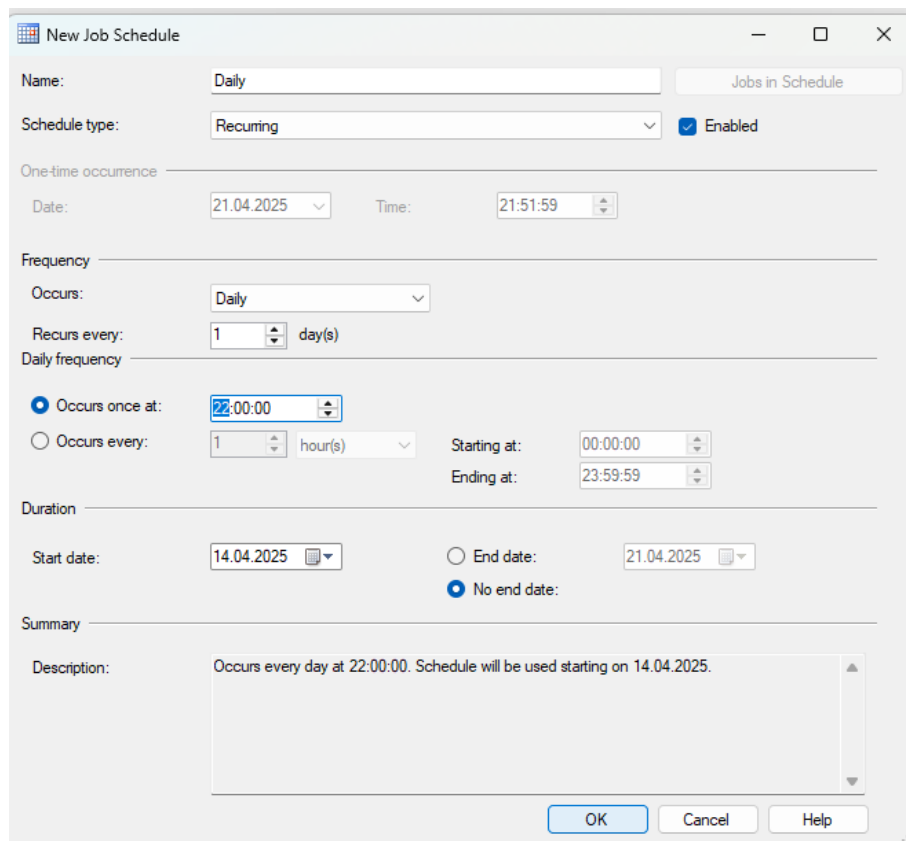 New Job Schedule
Name: Daily Jobs in Schedule
Schedule type: Recurring Enabled
One-time occurrence
Date: 21.04.2025 Time: 21:51:59
Frequency
Occurs: Daily
Recurs every: 1 day(s)
Daily frequency
Occurs once at: 22:00:00
Occurs every: 1 hour(s) Starting at: 00:00:00
Ending at: 23:59:59
Duration
Start date: 14.04.2025 End date: 21.04.2025
No end date:
Summary
Description: Occurs every day at 22:00:00. Schedule will be used starting on 14.04.2025.
OK Cancel Help